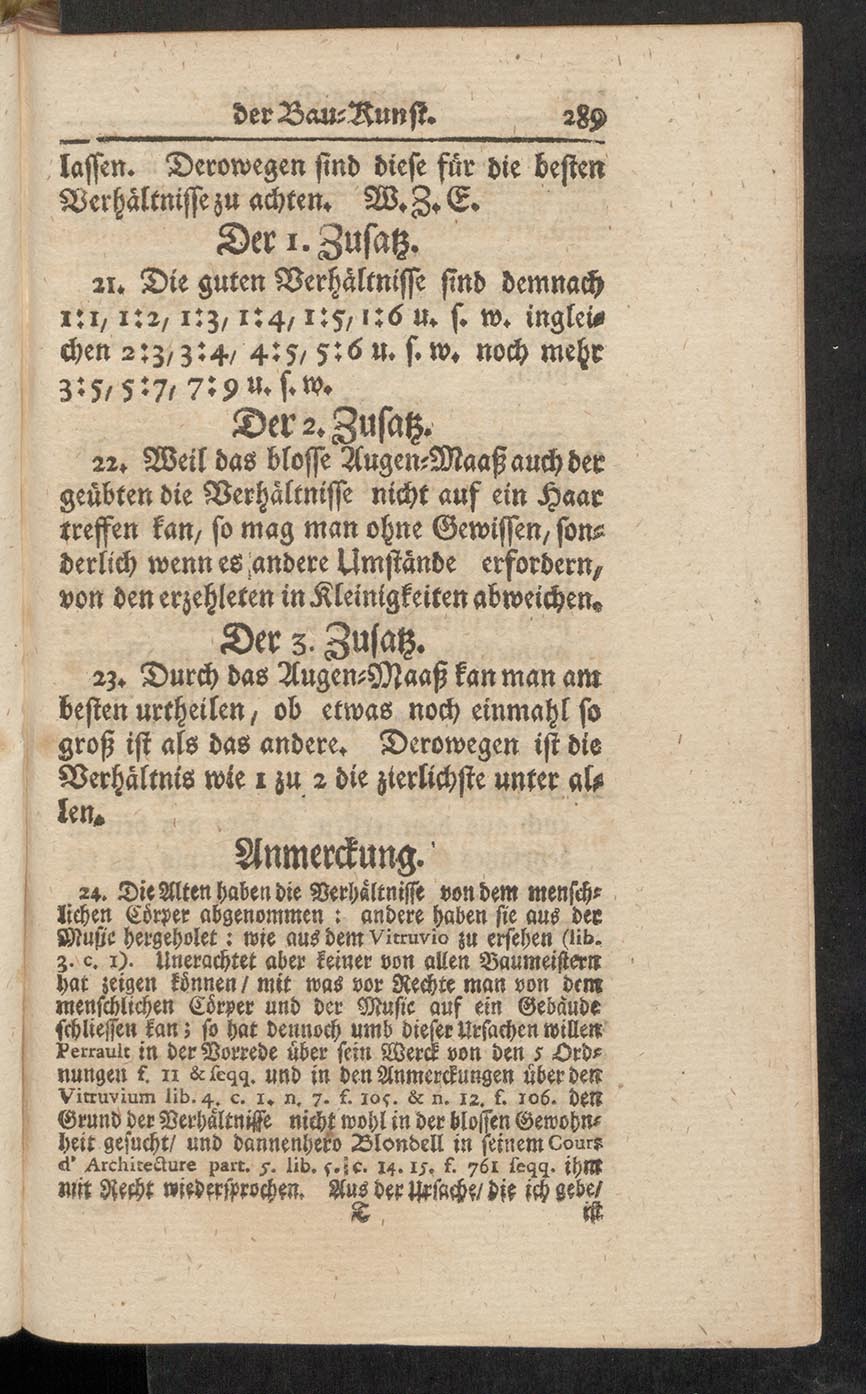 der Bau-Kunst. 289
lassen. Derowegen sind diese für die besten
Verhältnisse zu achten. W. Z. E.
Der 1. Zusatz.
21. Die guten Verhältnisse sind demnach
1:1/ 1:2/ 1:3/ 1:4/ 1:5/ 1:6 u. s. w. inglei-
chen 2:3/ 3:4/ 4:5/ 5:6 u. s. w. noch mehr
3:5/ 5:7/ 7:9 u. s. w.
Der 2. Zusatz.
22. Weil das blosse Augen-Maaß auch der
geübten die Verhältnisse nicht auf ein Haar
treffen kan/ so mag man ohne Gewissen/ son-
derlich wenn es andere Umstände erfordern/
von den erzehleten in Kleinigkeiten abweichen.
Der 3. Zusatz.
23. Durch das Augen-Maaß kan man am
besten urtheilen/ ob etwas noch einmahl so
groß ist als das andere. Derowegen ist die
Verhältnis wie 1 zu 2 die zierlichste unter al-
len.
Anmerckung.
24. Die Alten haben die Verhältnisse von dem mensch-
lichen Cörper abgenommen: andere haben sie aus der
Music hergeholet: wie aus dem Vitruvio zu ersehen (lib.
3. c. 1). Unerachtet aber keiner von allen Baumeistern
hat zeigen können/ mit was vor Rechte man von dem
menschlichen Cörper und der Music auf ein Gebäude
schliessen kan; so hat dennoch umb dieser Ursachen willen
Perrault in der Vorrede über sein Werck von den 5 Ord-
nungen f. 11 & seqq. und in den Anmerckungen über den
Vitruvium lib. 4. c. 1. n. 7. f. 105. & n. 12. f. 106. den
Grund der Verhältnisse nicht wohl in der blossen Gewohn-
heit gesucht/ und dannenhero Blondell in seinem Cours
d' Architecture part. 5. lib. 5. c. 14. 15. f. 761 seqq. ihm
mit Recht wiedersprochen. Aus der Ursache/ die ich gebe/
T ist